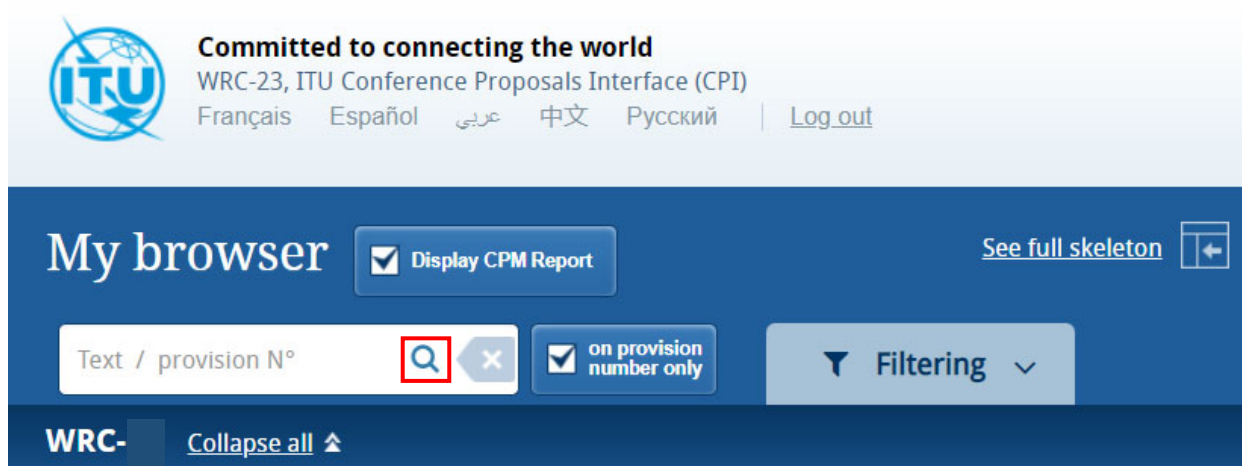 ITU
Committed to connecting the world
WRC-23, ITU Conference Proposals Interface (CPI)
Français Español عربي 中文 Русский | Log out
My browser
Display CPM Report
See full skeleton
Text / provision N°
on provision
number only
Filtering
WRC-
Collapse all